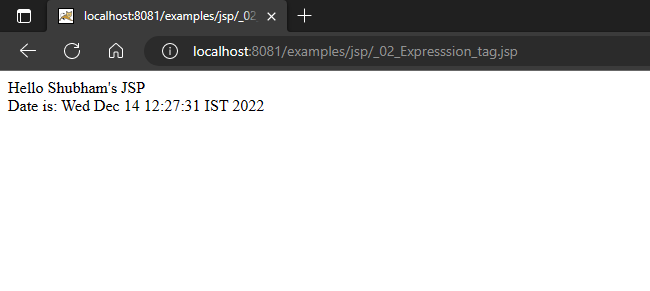 localhost:8081/examples/jsp/_02
localhost:8081/examples/jsp/_02_Expresssion_tag.jsp
Hello Shubham's JSP
Date is: Wed Dec 14 12:27:31 IST 2022